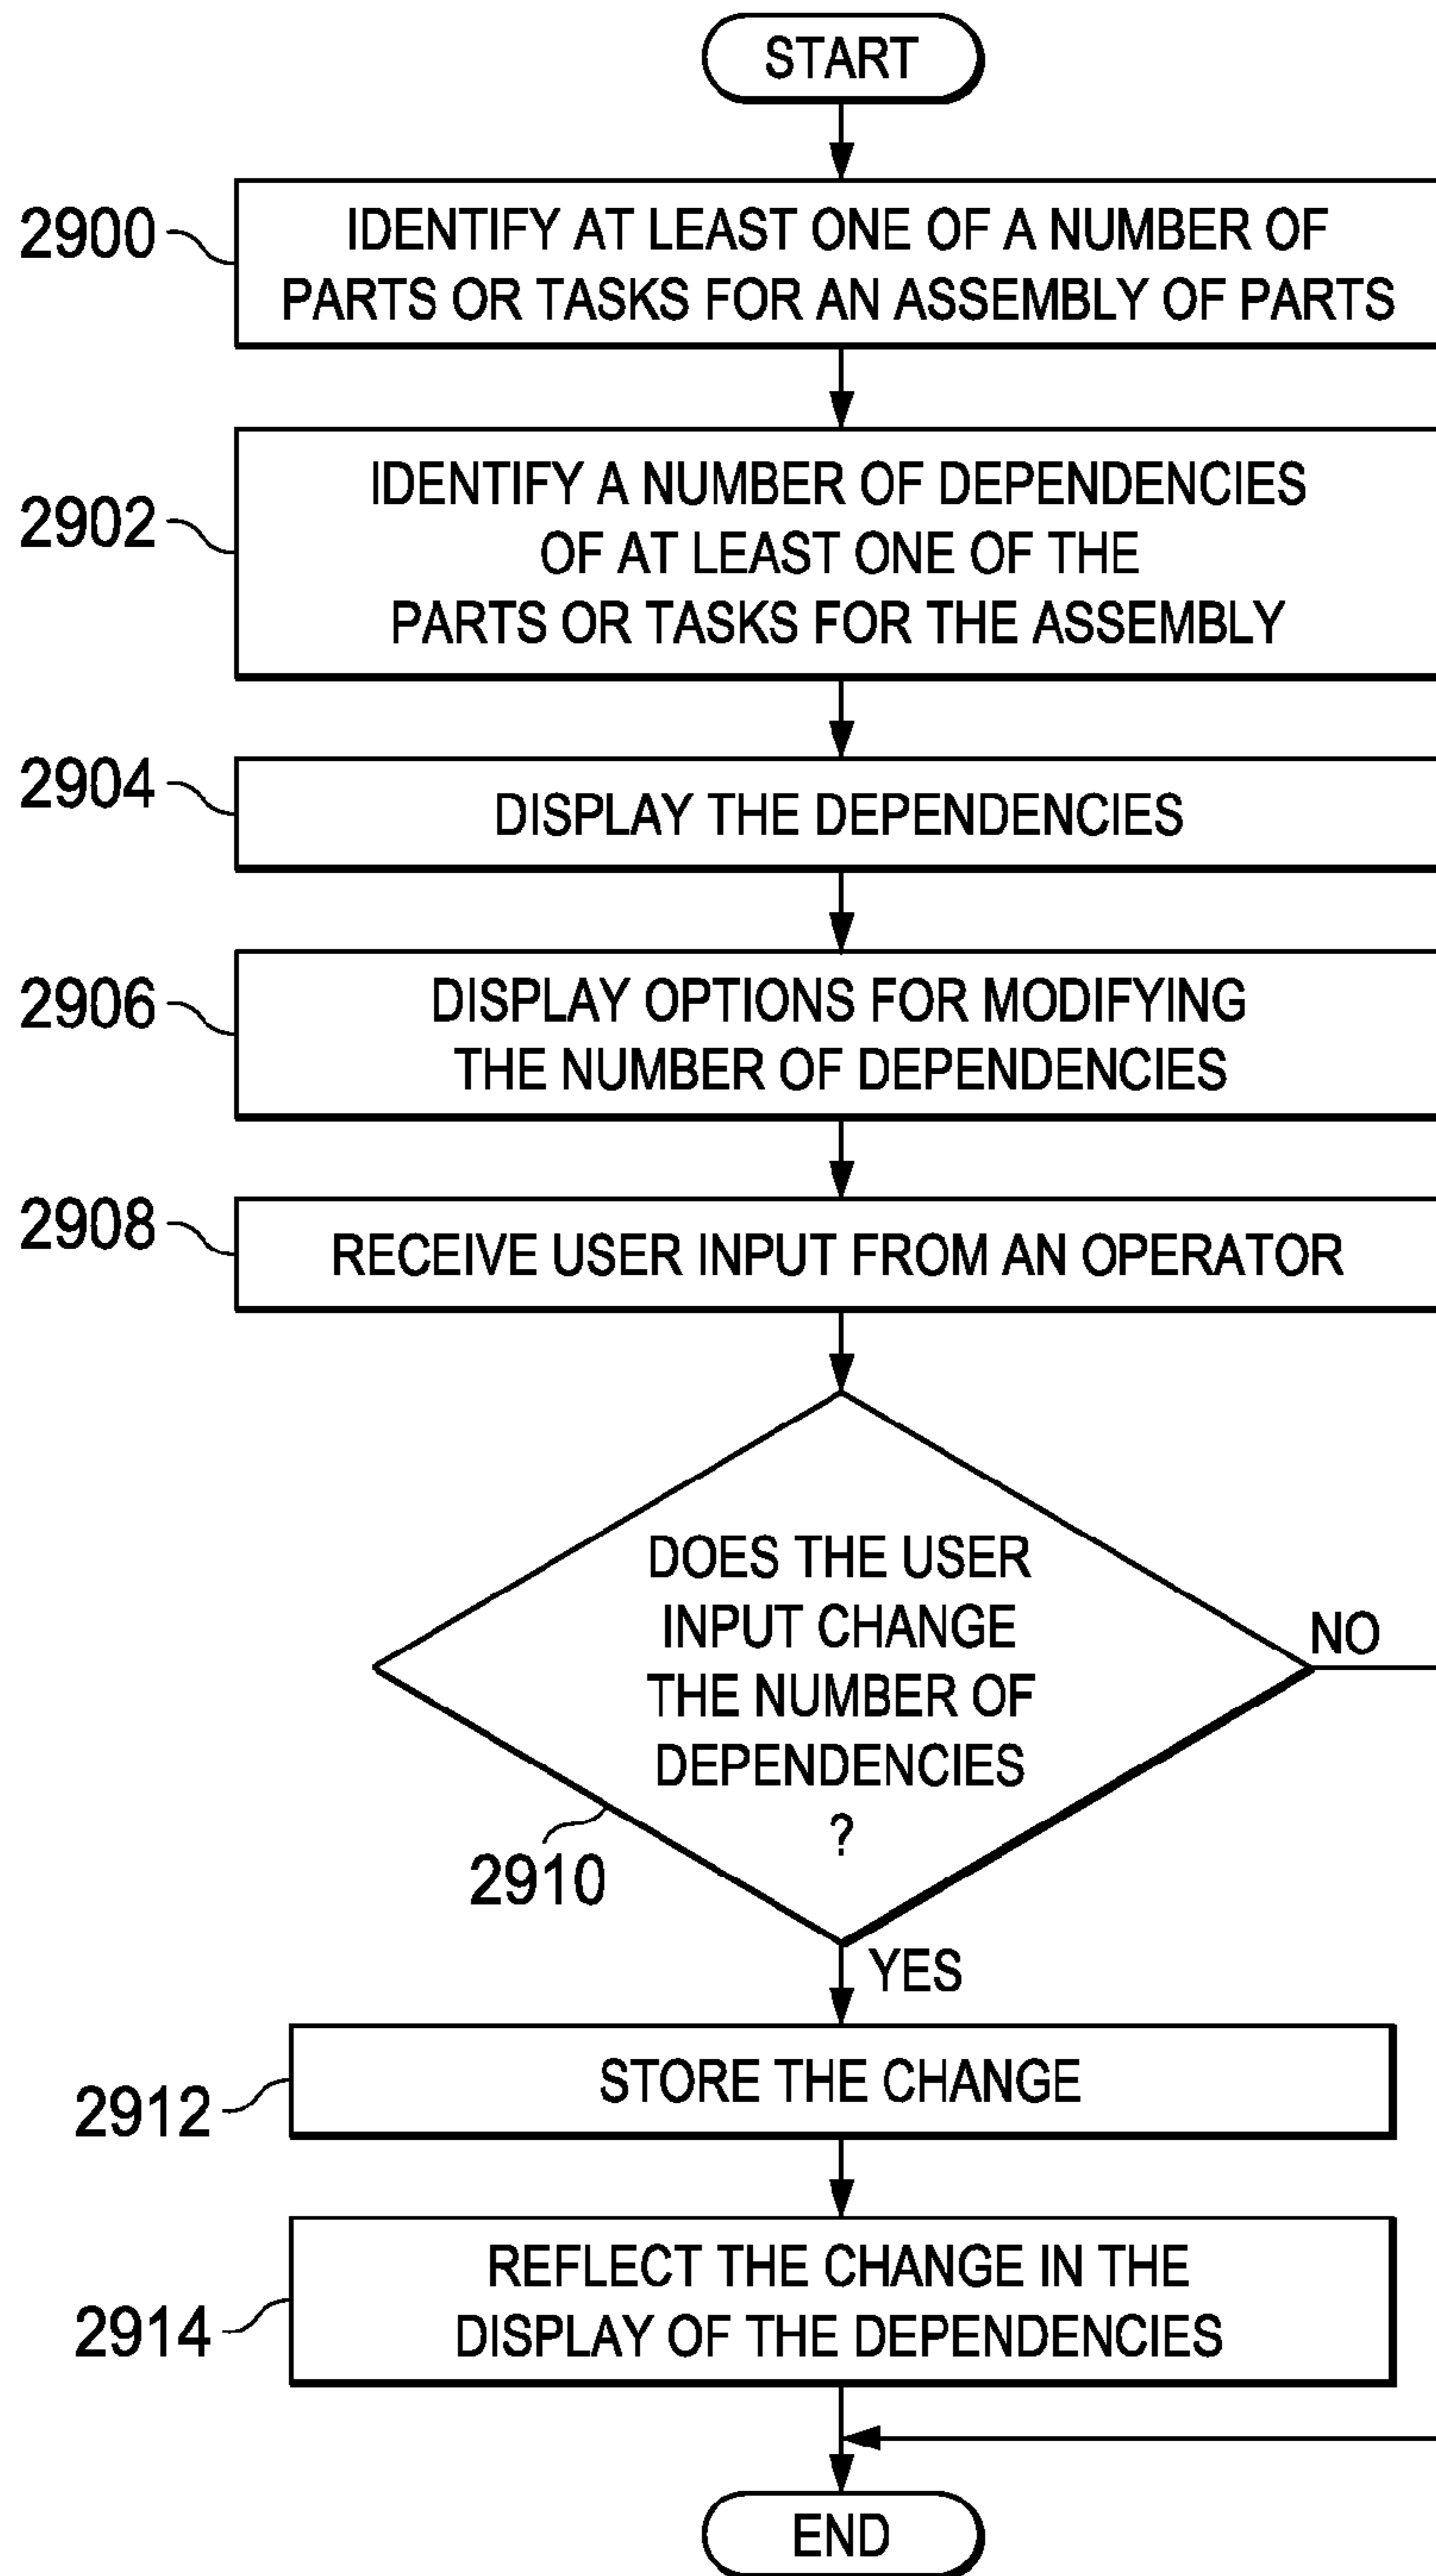 START
2900
IDENTIFY AT LEAST ONE OF A NUMBER OF
PARTS OR TASKS FOR AN ASSEMBLY OF PARTS
2902
IDENTIFY A NUMBER OF DEPENDENCIES
OF AT LEAST ONE OF THE
PARTS OR TASKS FOR THE ASSEMBLY
2904
DISPLAY THE DEPENDENCIES
2906
DISPLAY OPTIONS FOR MODIFYING
THE NUMBER OF DEPENDENCIES
2908
RECEIVE USER INPUT FROM AN OPERATOR
DOES THE USER
INPUT CHANGE
THE NUMBER OF
DEPENDENCIES
?
NO
2910
YES
2912
STORE THE CHANGE
2914
REFLECT THE CHANGE IN THE
DISPLAY OF THE DEPENDENCIES
END